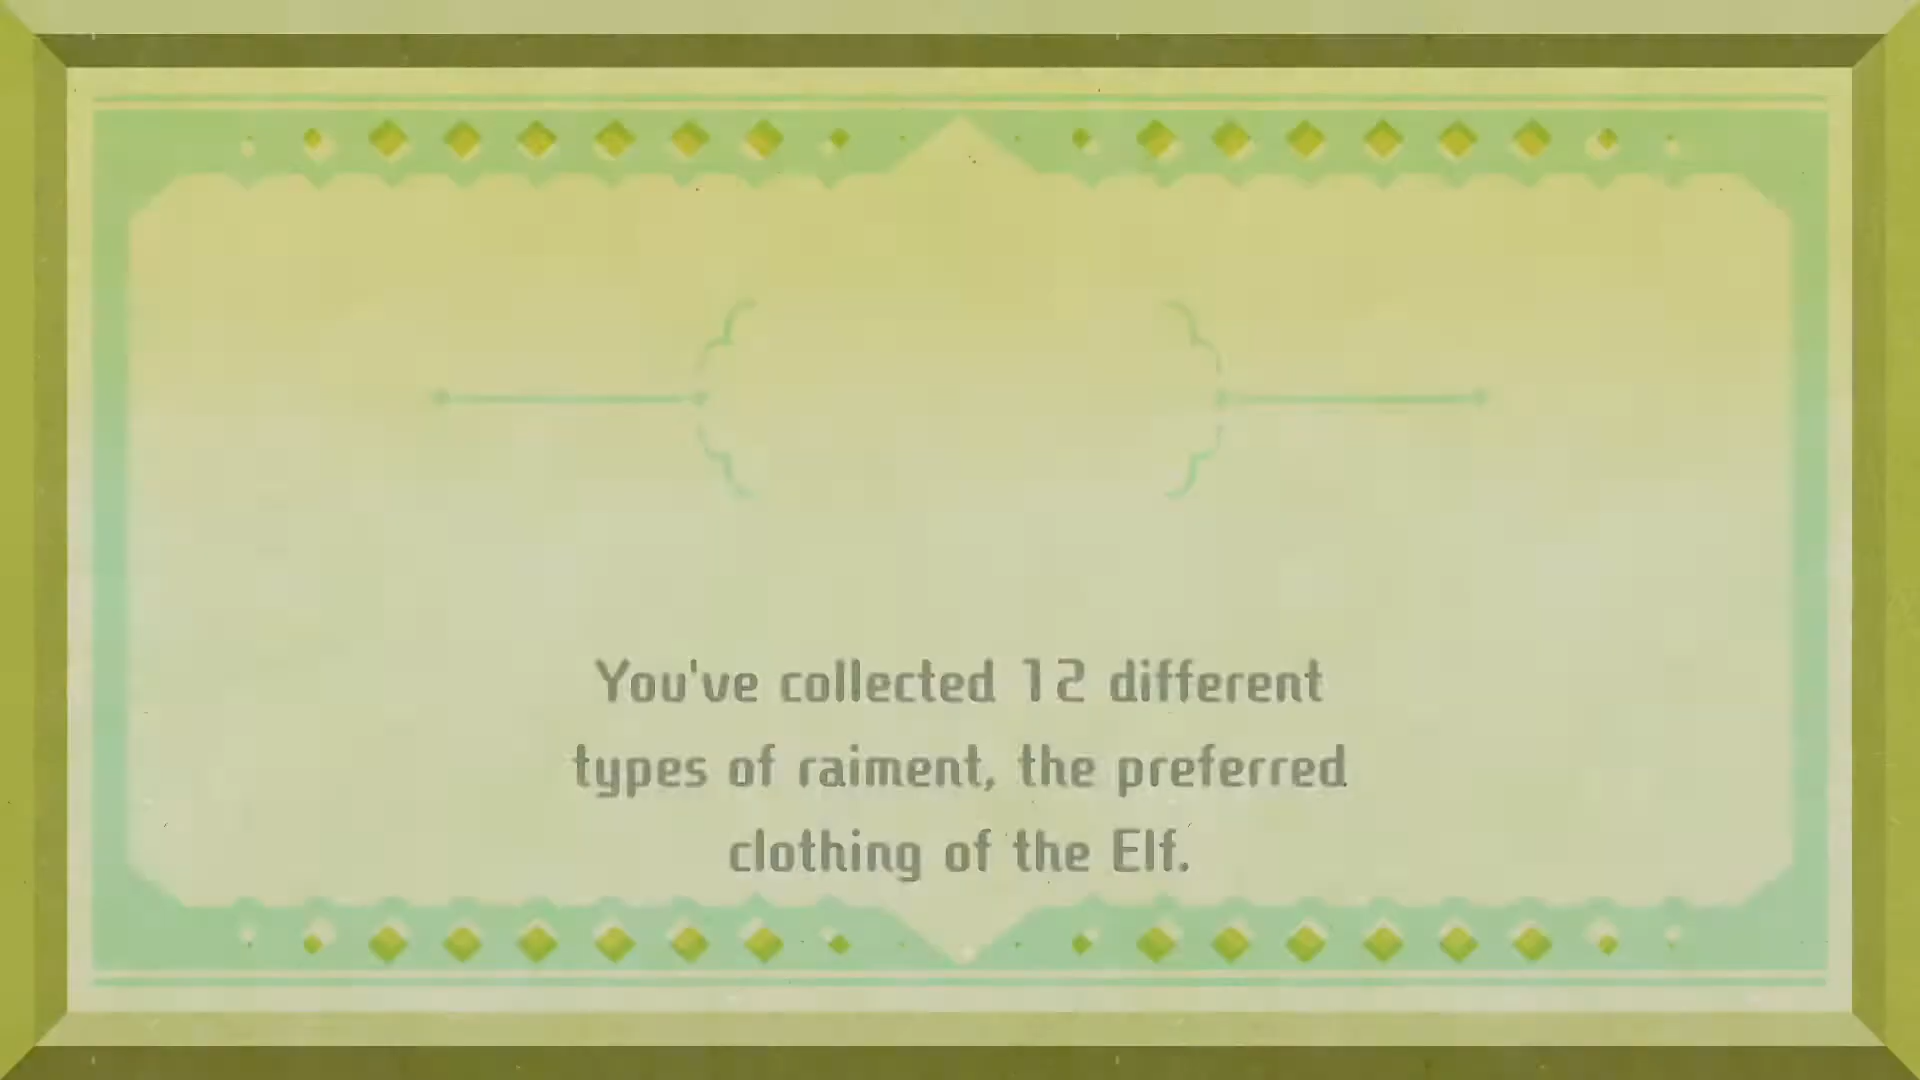 You've collected 12 different
types of raiment, the preferred
clothing of the Elf.